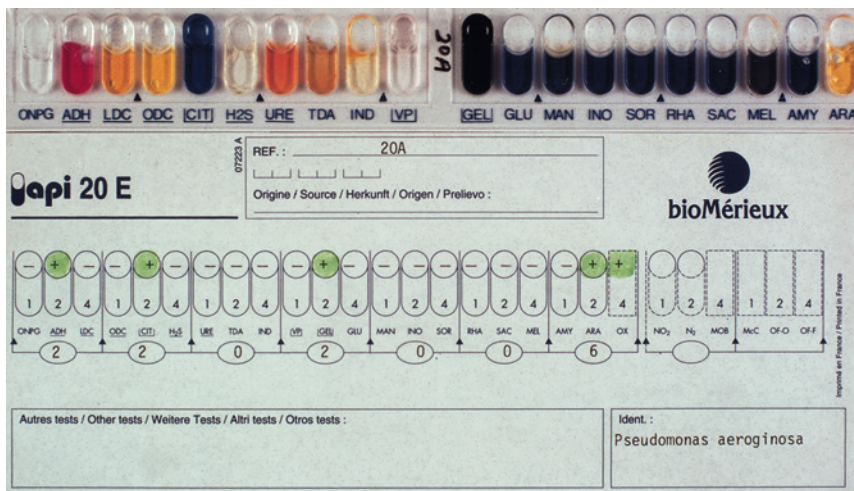 20A
ONPG ADH LDC ODC |CIT| H2S URE TDA IND |VP| |GEL| GLU MAN INO SOR RHA SAC MEL AMY ARA
07223 A
REF. : 20A
api 20 E
Origine / Source / Herkunft / Origen / Prelievo :
bioMérieux
− + − − + − − − − − + − − − − − − − − + +
1 2 4 1 2 4 1 2 4 1 2 4 1 2 4 1 2 4 1 2 4 1 2 4 1 2 4
ONPG ADH LDC ODC |CIT| H2S URE TDA IND |VP| |GEL| GLU MAN INO SOR RHA SAC MEL AMY ARA OX NO2 N2 MOB McC OF-O OF-F
2 2 0 2 0 0 6
Imprimé en France / Printed in France
Autres tests / Other tests / Weitere Tests / Altri tests / Otros tests :
Ident. :
Pseudomonas aeroginosa